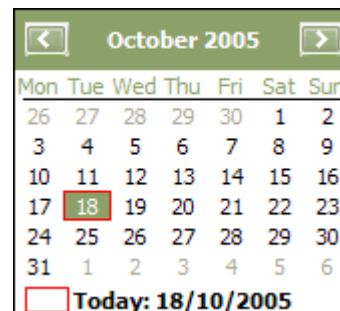 October 2005
Mon Tue Wed Thu Fri Sat Sun
26 27 28 29 30 1 2
3 4 5 6 7 8 9
10 11 12 13 14 15 16
17 18 19 20 21 22 23
24 25 26 27 28 29 30
31 1 2 3 4 5 6
Today: 18/10/2005